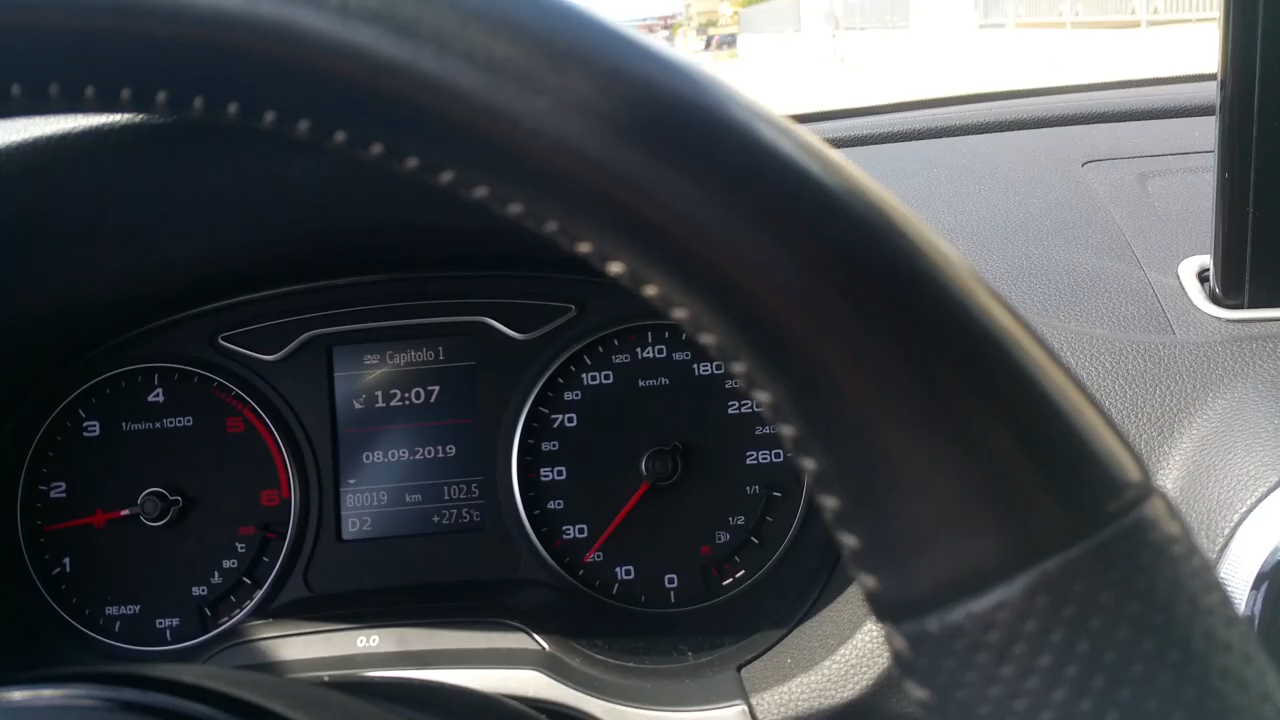 4
3
1/min x 1000
5
2
6
1
°C
90
50
READY
OFF
DVD Capitolo 1
12:07
08.09.2019
80019 km 102.5
D2 +27.5°C
0.0
120 140 160
100 180
km/h
80
70 220
60 240
50 260
40 1/1
30 1/2
20
10 0